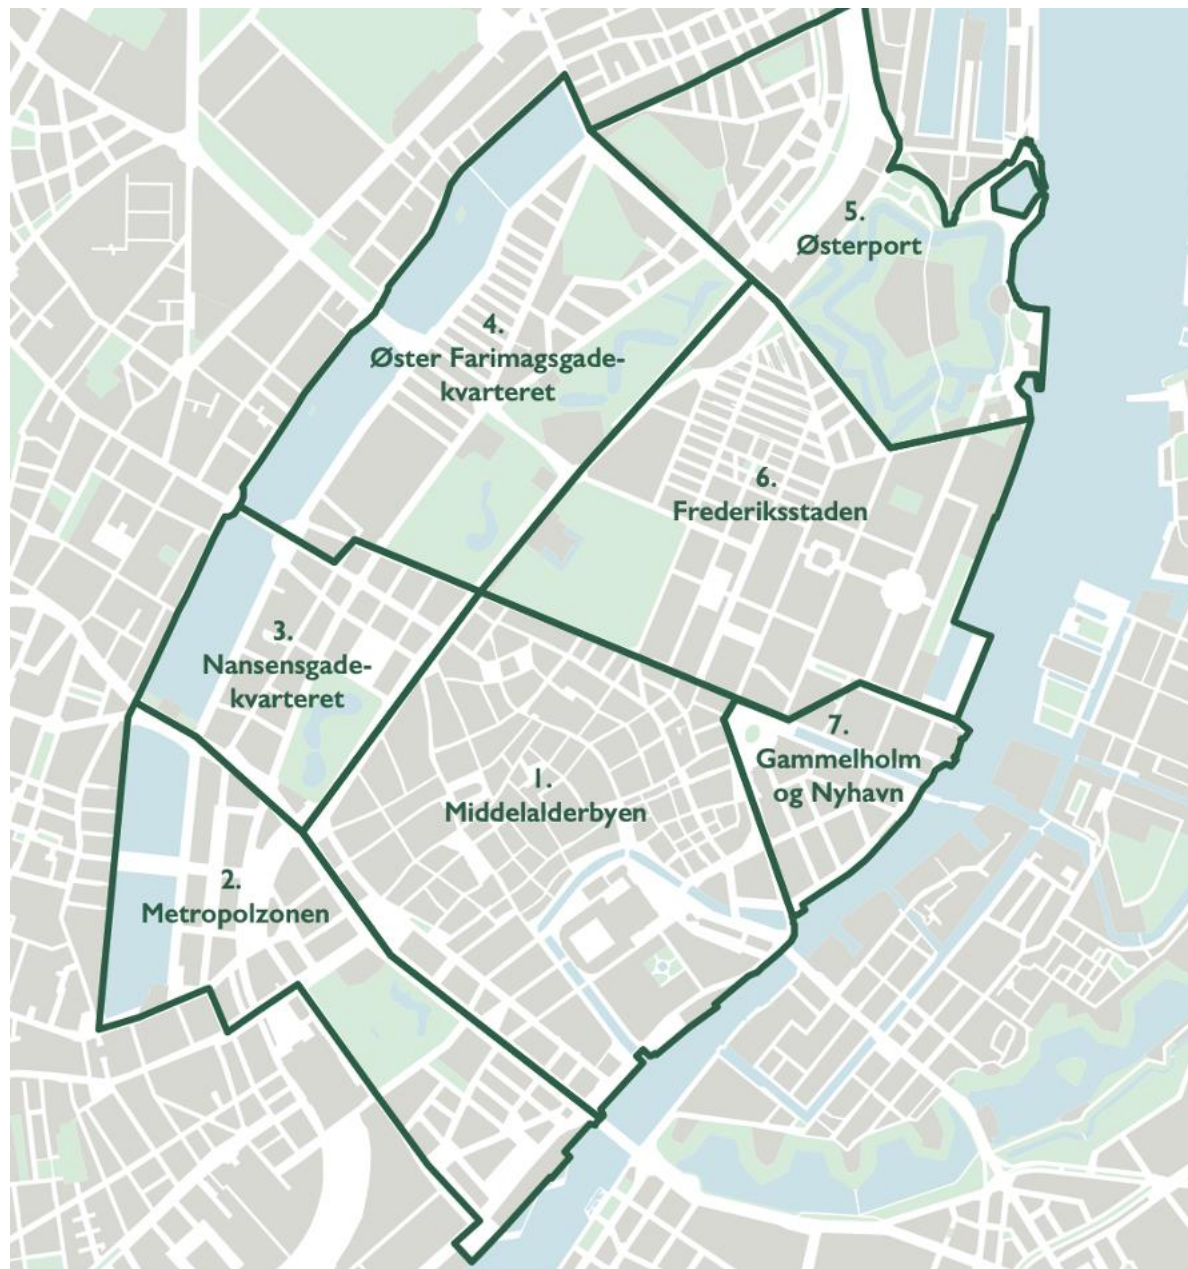 5.
Østerport
4.
Øster Farimagsgade-
kvarteret
6.
Frederiksstaden
3.
Nansensgade-
kvarteret
7.
Gammelholm
og Nyhavn
1.
Middelalderbyen
2.
Metropolzonen